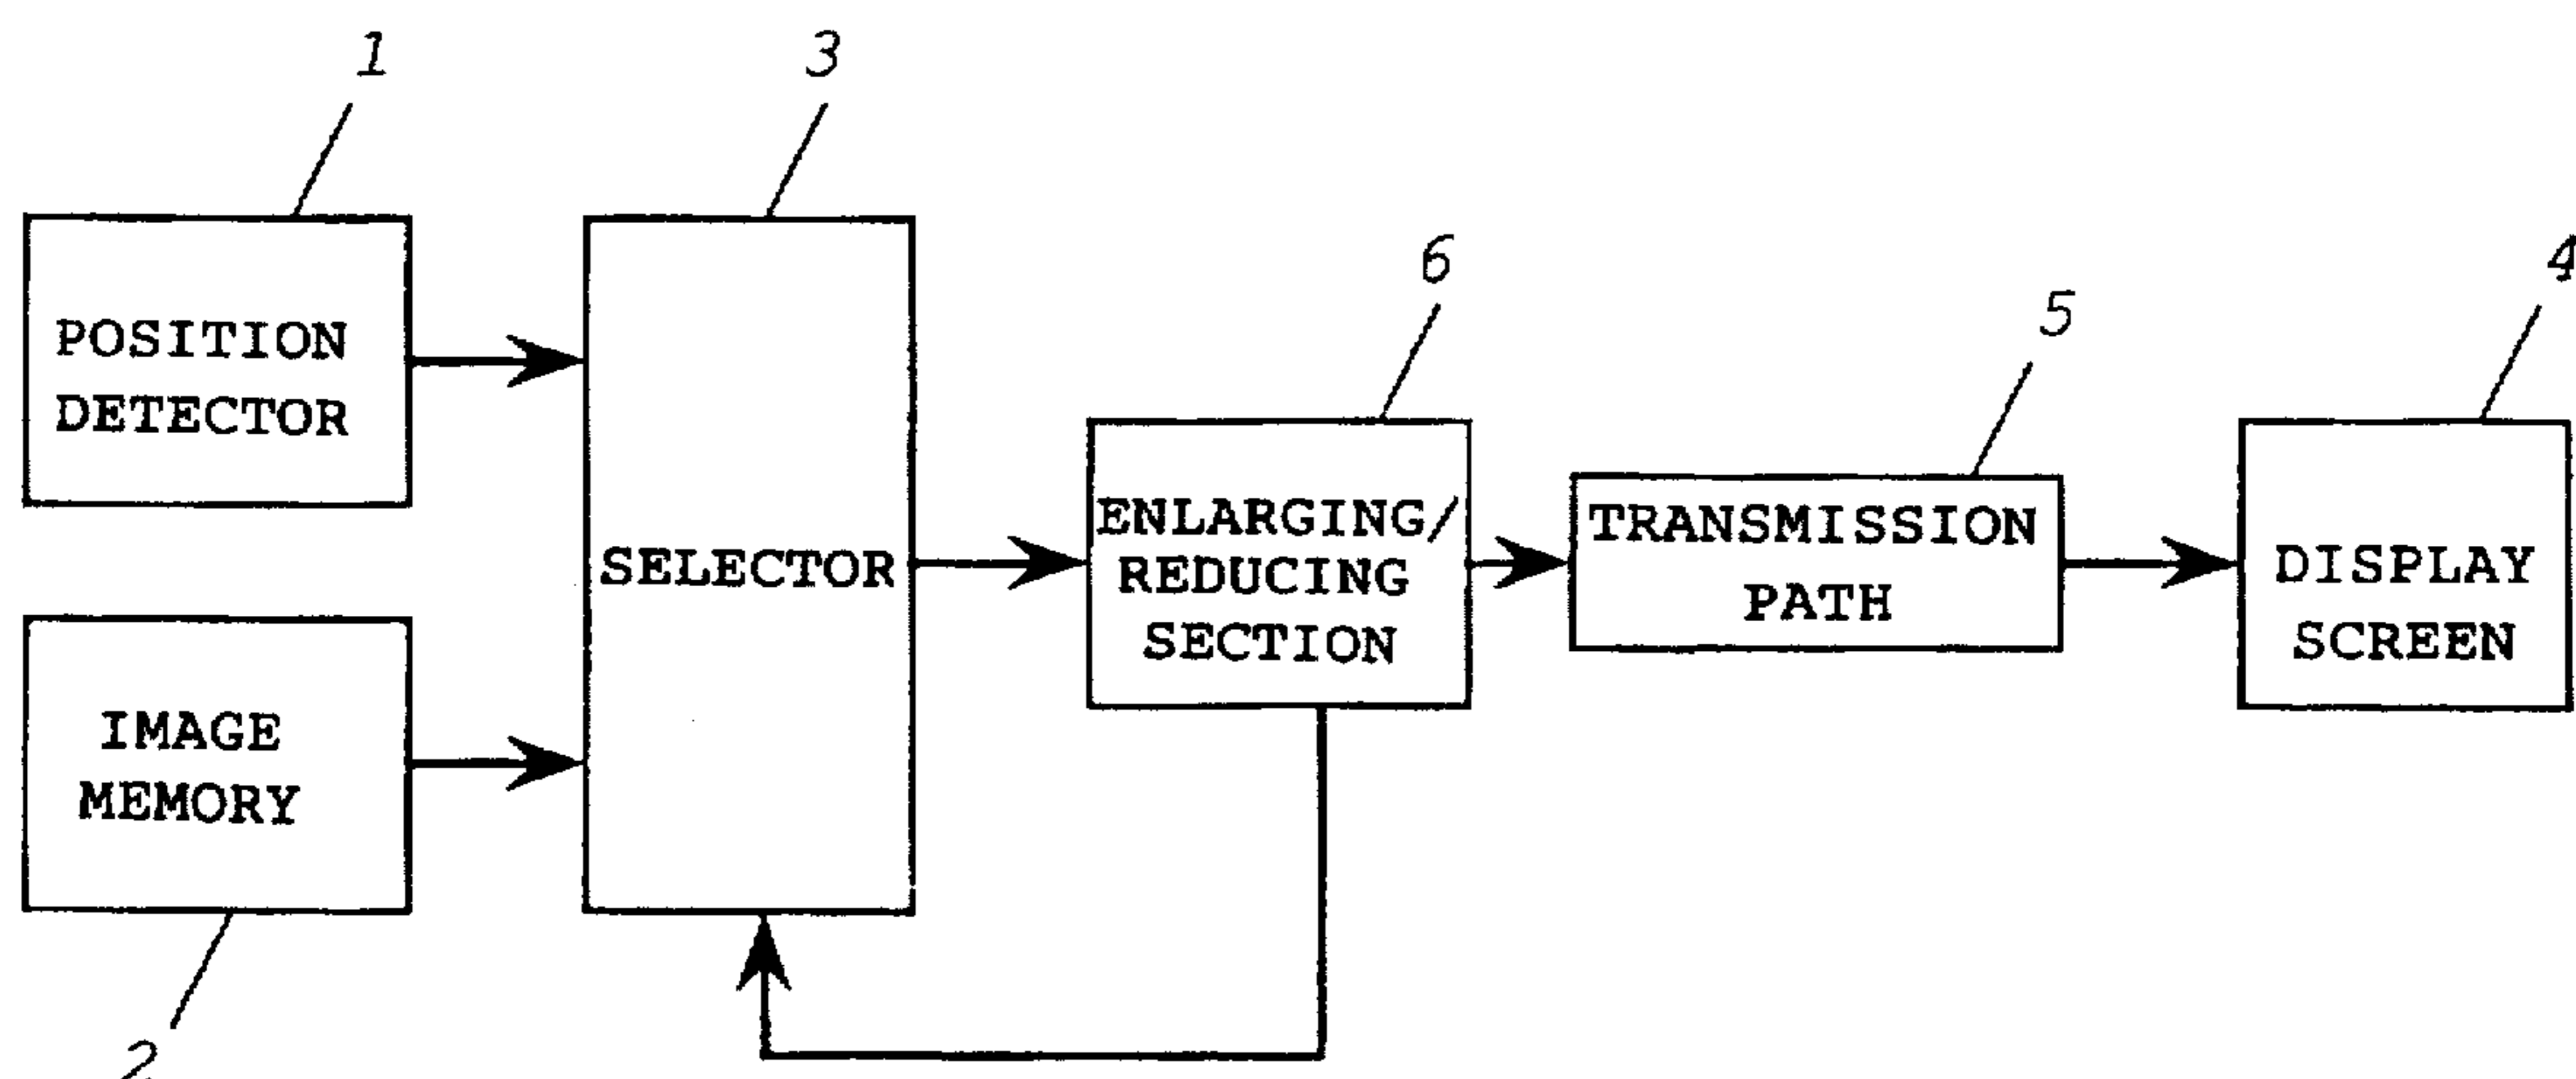 1
3
6
5
4
POSITION
DETECTOR
SELECTOR
ENLARGING/
REDUCING
SECTION
TRANSMISSION
PATH
DISPLAY
SCREEN
IMAGE
MEMORY
2